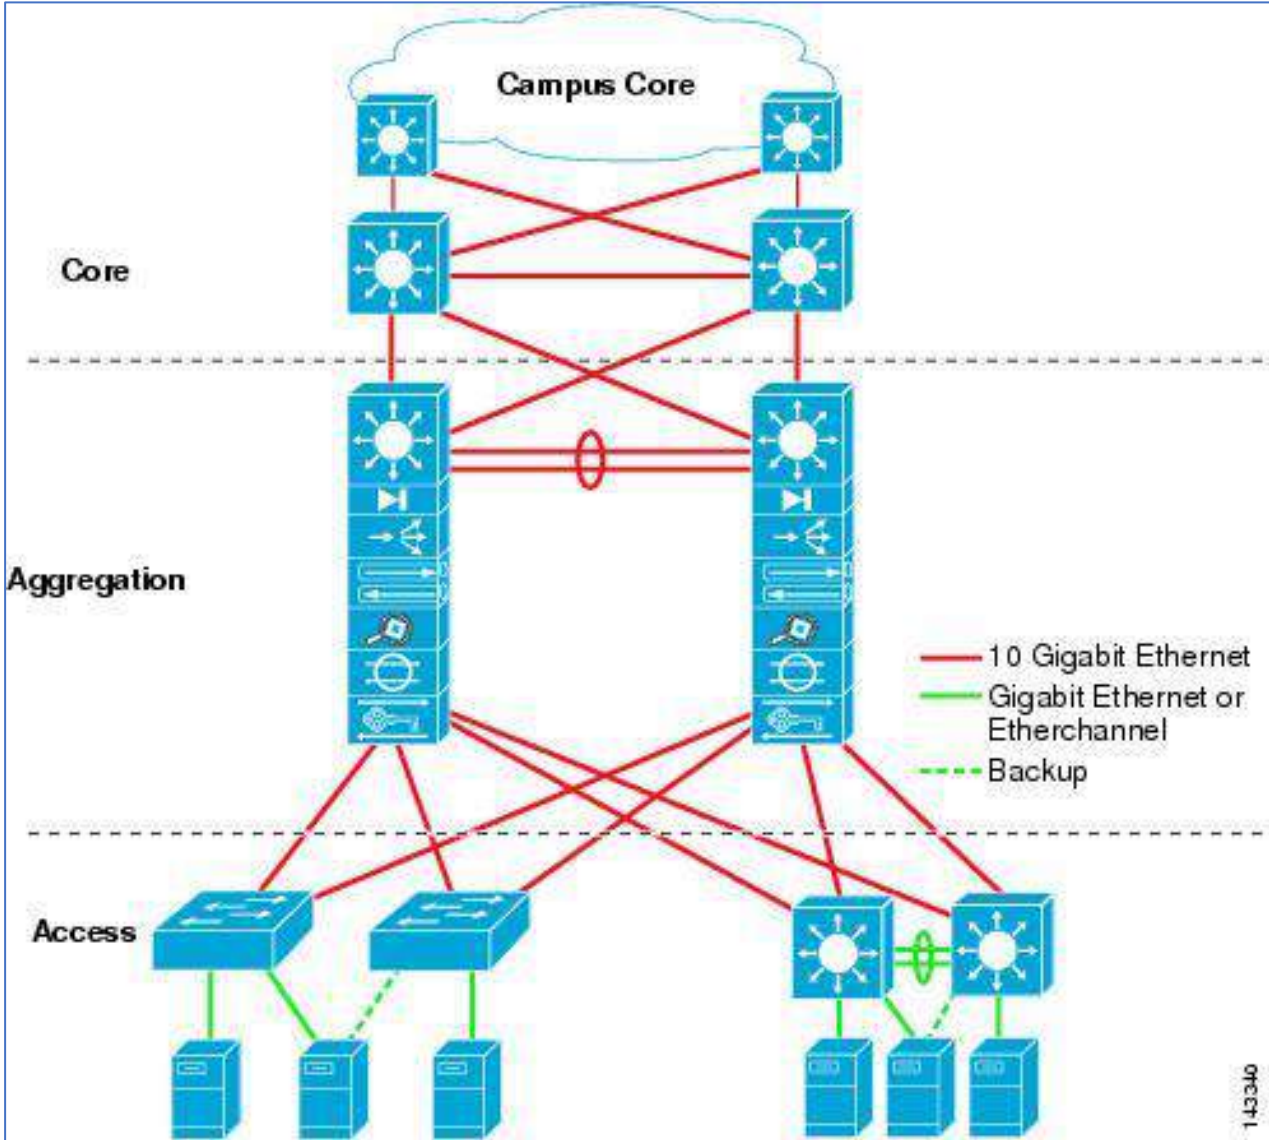 Campus Core
Core
Aggregation
10 Gigabit Ethernet
Gigabit Ethernet or
Etherchannel
Backup
Access
143340